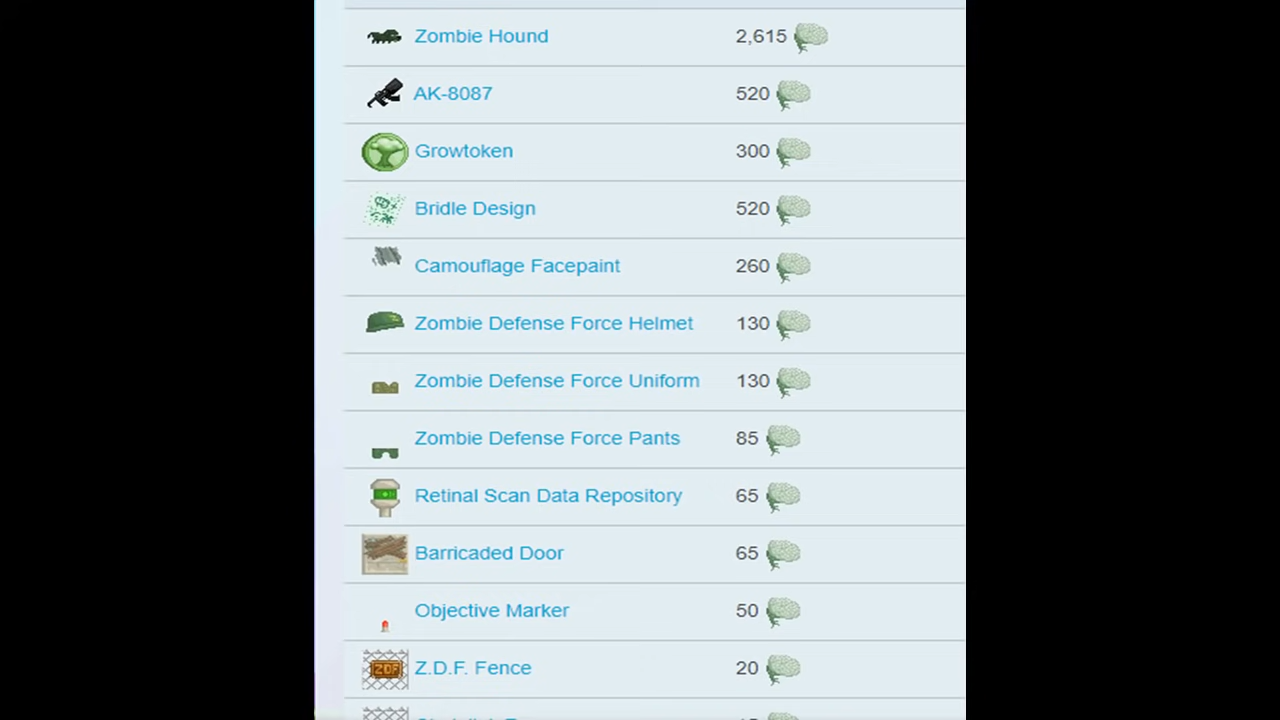 Zombie Hound 2,615
AK-8087 520
Growtoken 300
Bridle Design 520
Camouflage Facepaint 260
Zombie Defense Force Helmet 130
Zombie Defense Force Uniform 130
Zombie Defense Force Pants 85
Retinal Scan Data Repository 65
Barricaded Door 65
Objective Marker 50
ZDF Z.D.F. Fence 20